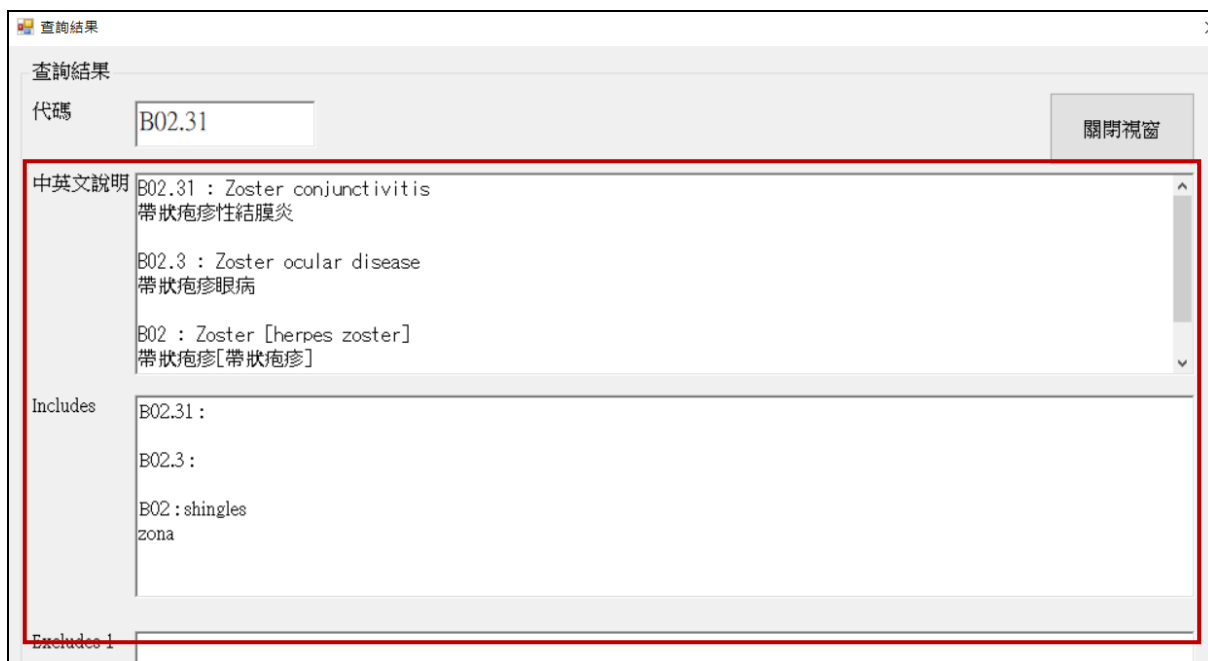 查詢結果
查詢結果
代碼
B02.31
關閉視窗
中英文說明
B02.31 : Zoster conjunctivitis
帶狀疱疹性結膜炎
B02.3 : Zoster ocular disease
帶狀疱疹眼病
B02 : Zoster [herpes zoster]
帶狀疱疹[帶狀疱疹]
Includes
B02.31 :
B02.3 :
B02 : shingles
zona
Excludes 1